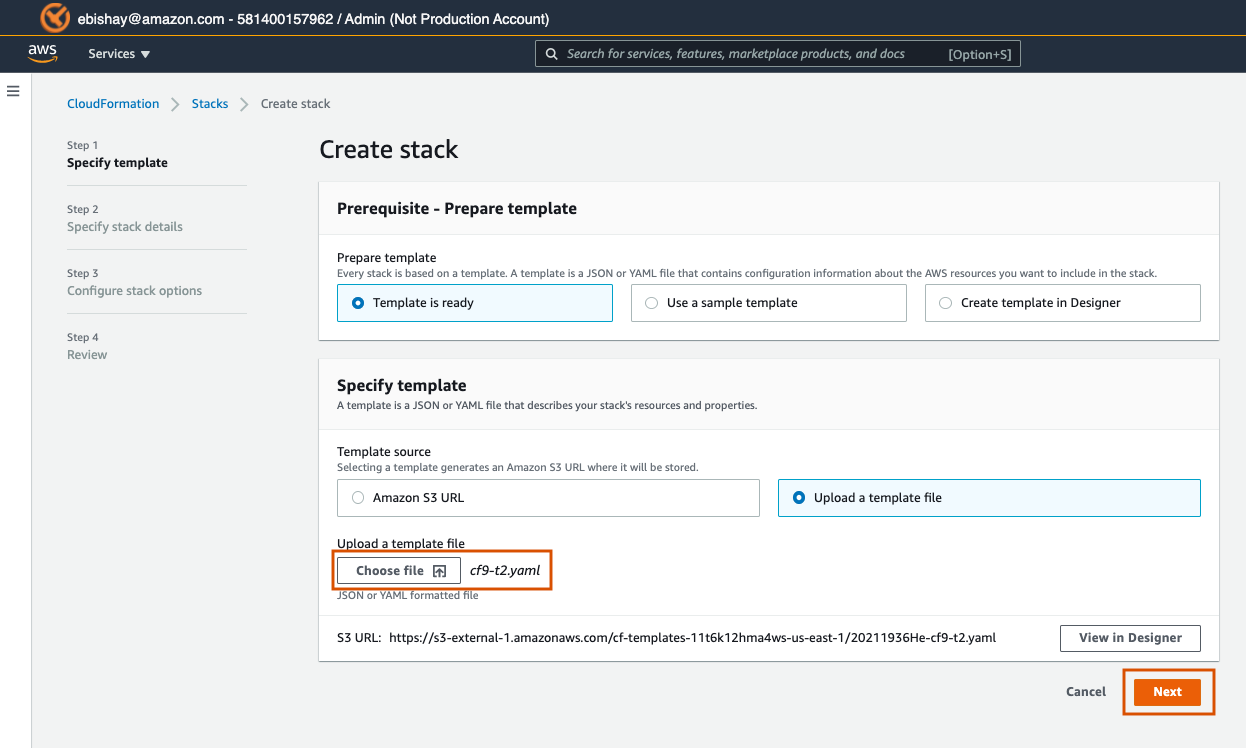 ebishay@amazon.com - 581400157962 / Admin (Not Production Account)
aws Services ▼ Search for services, features, marketplace products, and docs [Option+S]
CloudFormation > Stacks > Create stack
Step 1
Specify template
Step 2
Specify stack details
Step 3
Configure stack options
Step 4
Review
Create stack
Prerequisite - Prepare template
Prepare template
Every stack is based on a template. A template is a JSON or YAML file that contains configuration information about the AWS resources you want to include in the stack.
Template is ready
Use a sample template
Create template in Designer
Specify template
A template is a JSON or YAML file that describes your stack's resources and properties.
Template source
Selecting a template generates an Amazon S3 URL where it will be stored.
Amazon S3 URL
Upload a template file
Upload a template file
Choose file cf9-t2.yaml
JSON or YAML formatted file
S3 URL: https://s3-external-1.amazonaws.com/cf-templates-11t6k12hma4ws-us-east-1/20211936He-cf9-t2.yaml
View in Designer
Cancel
Next